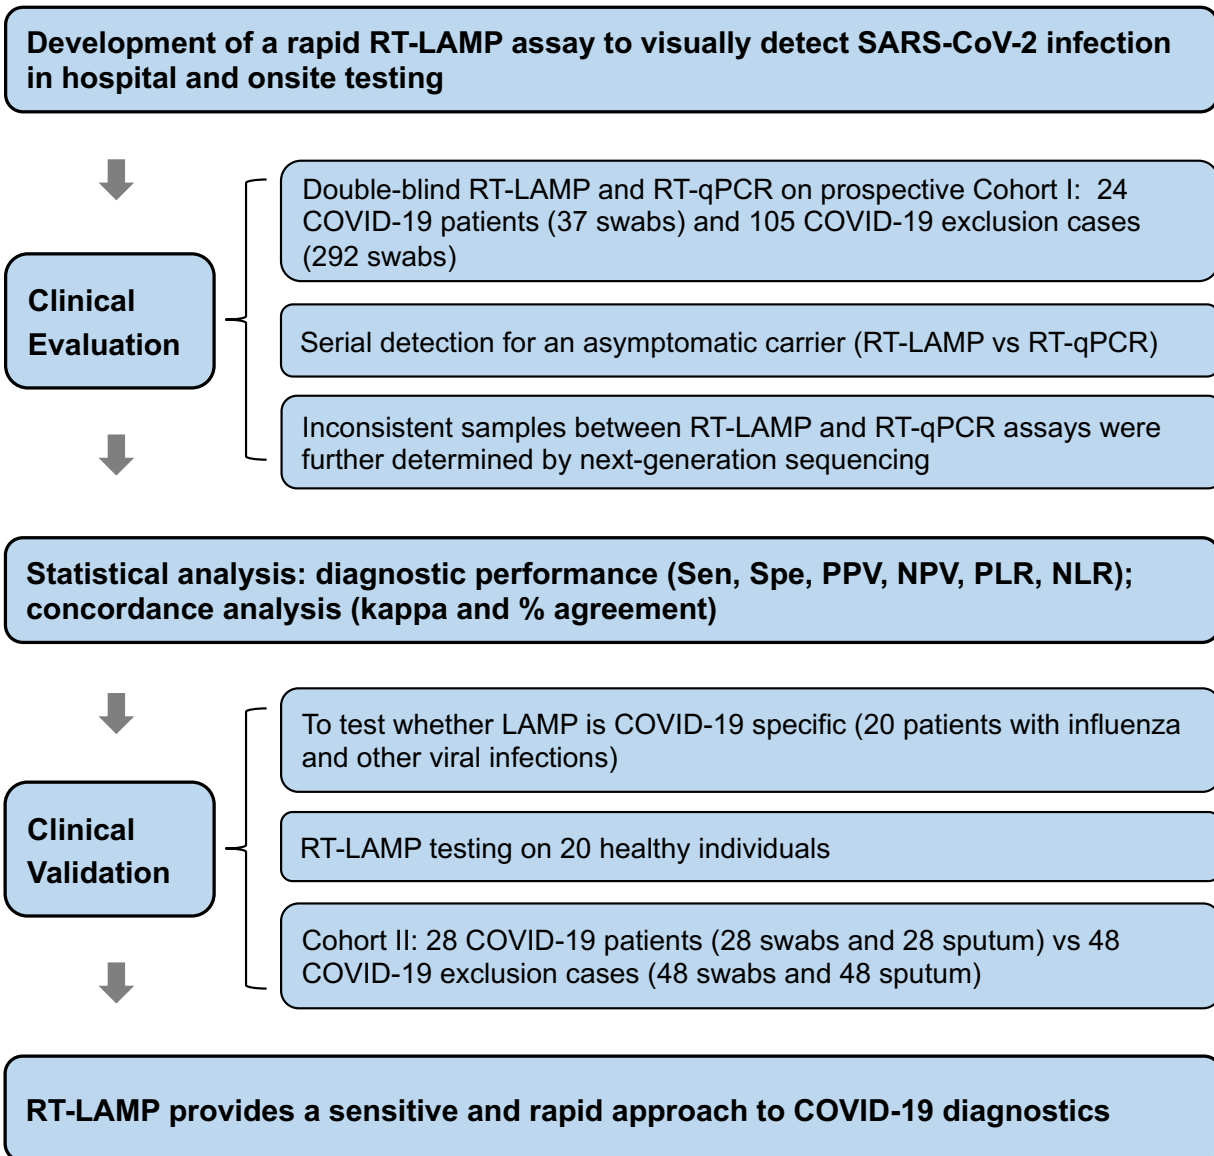 Development of a rapid RT-LAMP assay to visually detect SARS-CoV-2 infection
in hospital and onsite testing
Clinical
Evaluation
Double-blind RT-LAMP and RT-qPCR on prospective Cohort I:  24
COVID-19 patients (37 swabs) and 105 COVID-19 exclusion cases
(292 swabs)
Serial detection for an asymptomatic carrier (RT-LAMP vs RT-qPCR)
Inconsistent samples between RT-LAMP and RT-qPCR assays were
further determined by next-generation sequencing
Statistical analysis: diagnostic performance (Sen, Spe, PPV, NPV, PLR, NLR);
concordance analysis (kappa and % agreement)
Clinical
Validation
To test whether LAMP is COVID-19 specific (20 patients with influenza
and other viral infections)
RT-LAMP testing on 20 healthy individuals
Cohort II: 28 COVID-19 patients (28 swabs and 28 sputum) vs 48
COVID-19 exclusion cases (48 swabs and 48 sputum)
RT-LAMP provides a sensitive and rapid approach to COVID-19 diagnostics